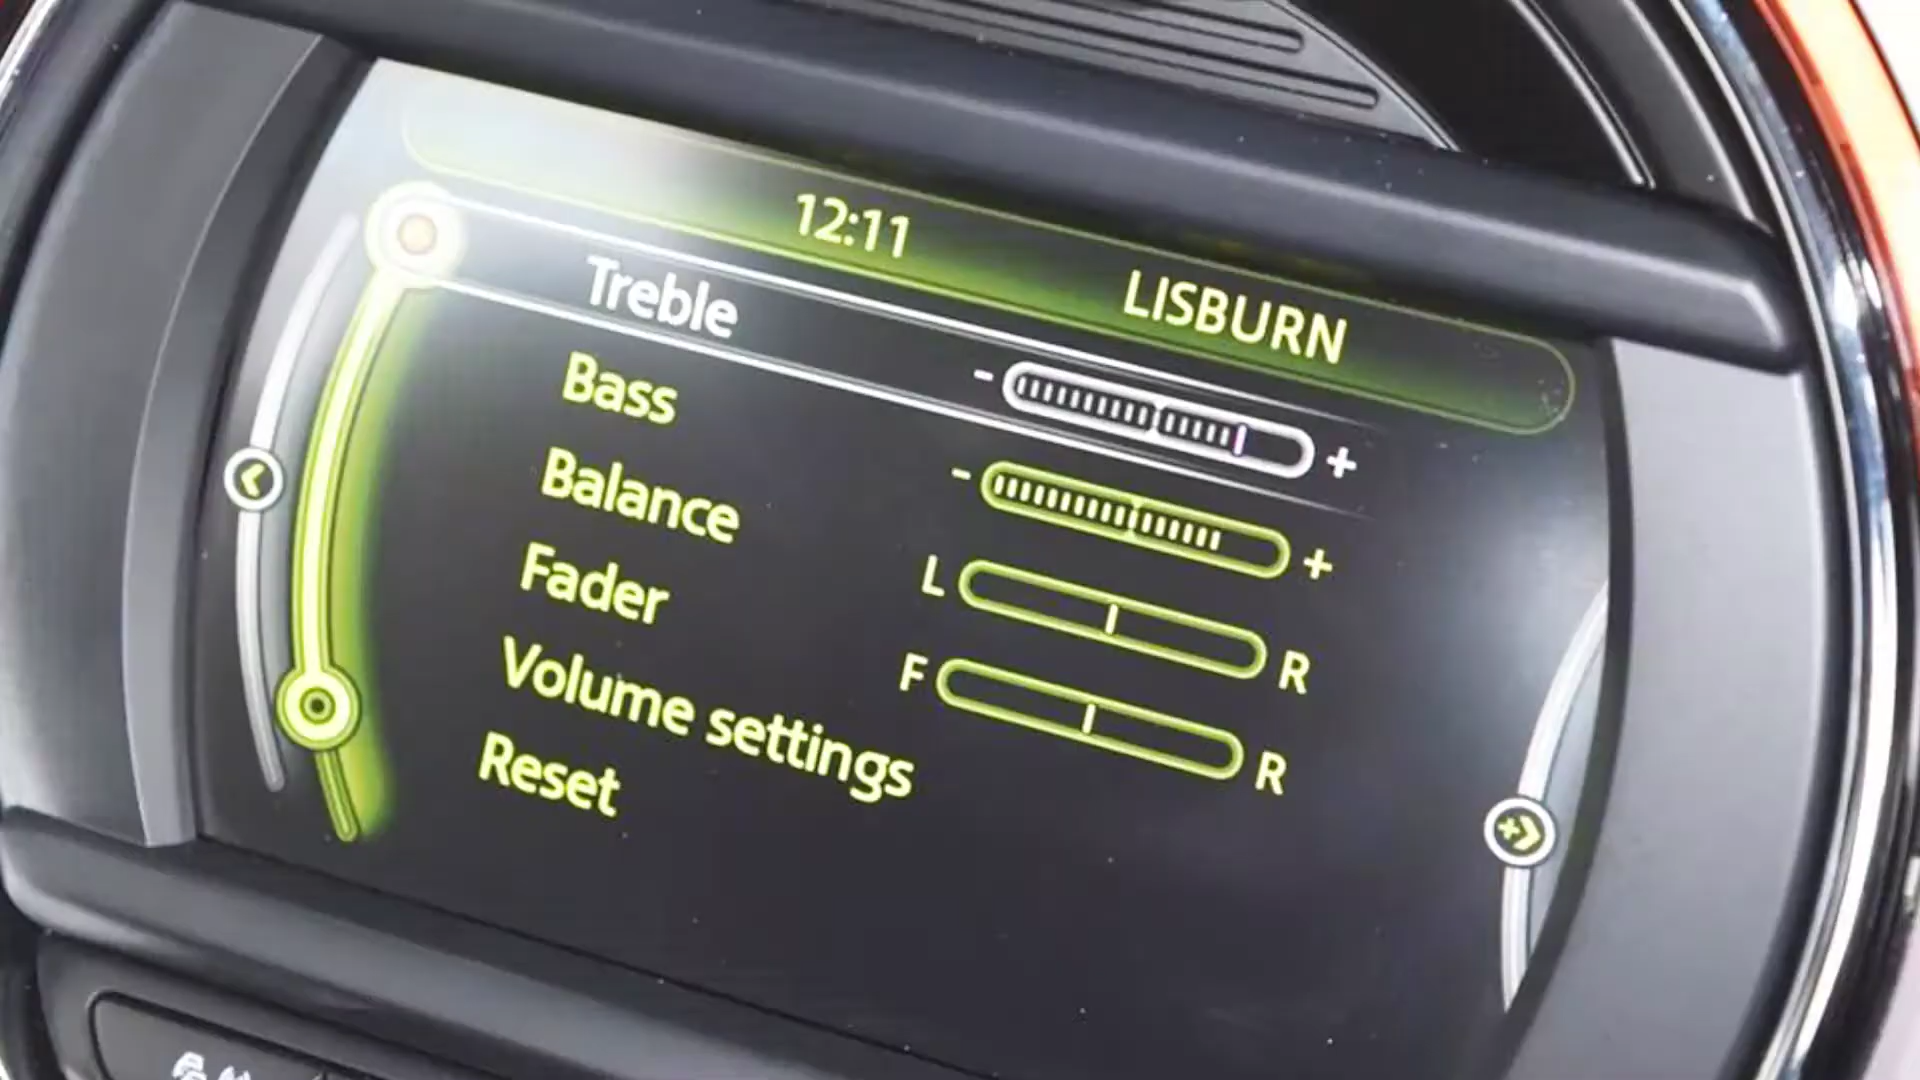 12:11 LISBURN
Treble - +
Bass - +
Balance L R
Fader F R
Volume settings
Reset